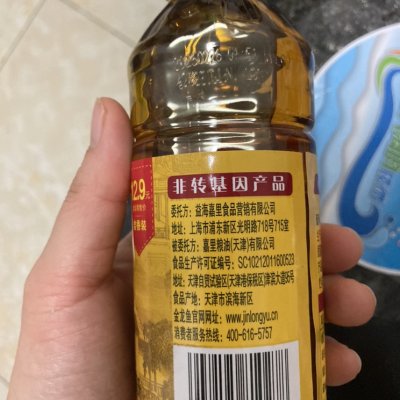 12.9元
非转基因产品
委托方：益海嘉里食品营销有限公司
地址：上海市浦东新区光明路718号715室
被委托方：嘉里粮油(天津)有限公司
食品生产许可证编号：SC10212011600523
地址：天津自贸试验区(天津港保税区)津滨大道95号
食品产地：天津市滨海新区
金龙鱼官网网址：www.jinlongyu.cn
消费者服务热线：400-616-5757